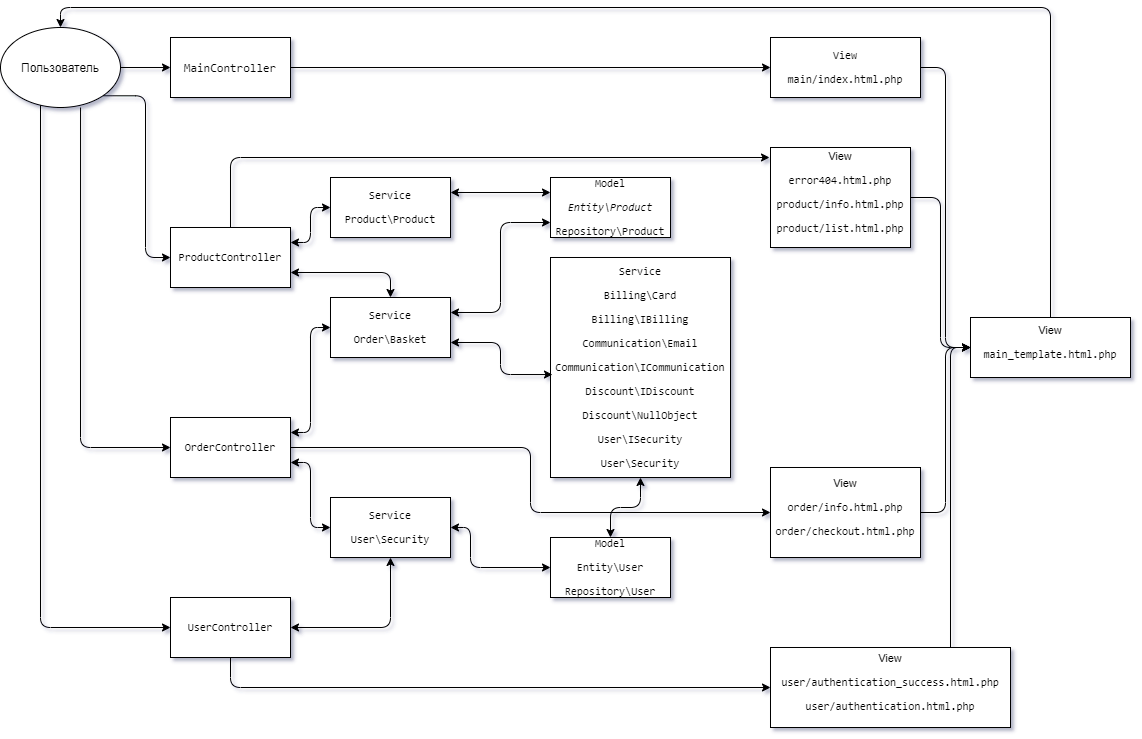 Пользователь
MainController
View
main/index.html.php
View
error404.html.php
product/info.html.php
product/list.html.php
Service
Product\Product
Model
Entity\Product
Repository\Product
ProductController
Service
Order\Basket
Service
Billing\Card
Billing\IBilling
Communication\Email
Communication\ICommunication
Discount\IDiscount
Discount\NullObject
User\ISecurity
User\Security
View
main_template.html.php
OrderController
View
order/info.html.php
order/checkout.html.php
Service
User\Security
Model
Entity\User
Repository\User
UserController
View
user/authentication_success.html.php
user/authentication.html.php